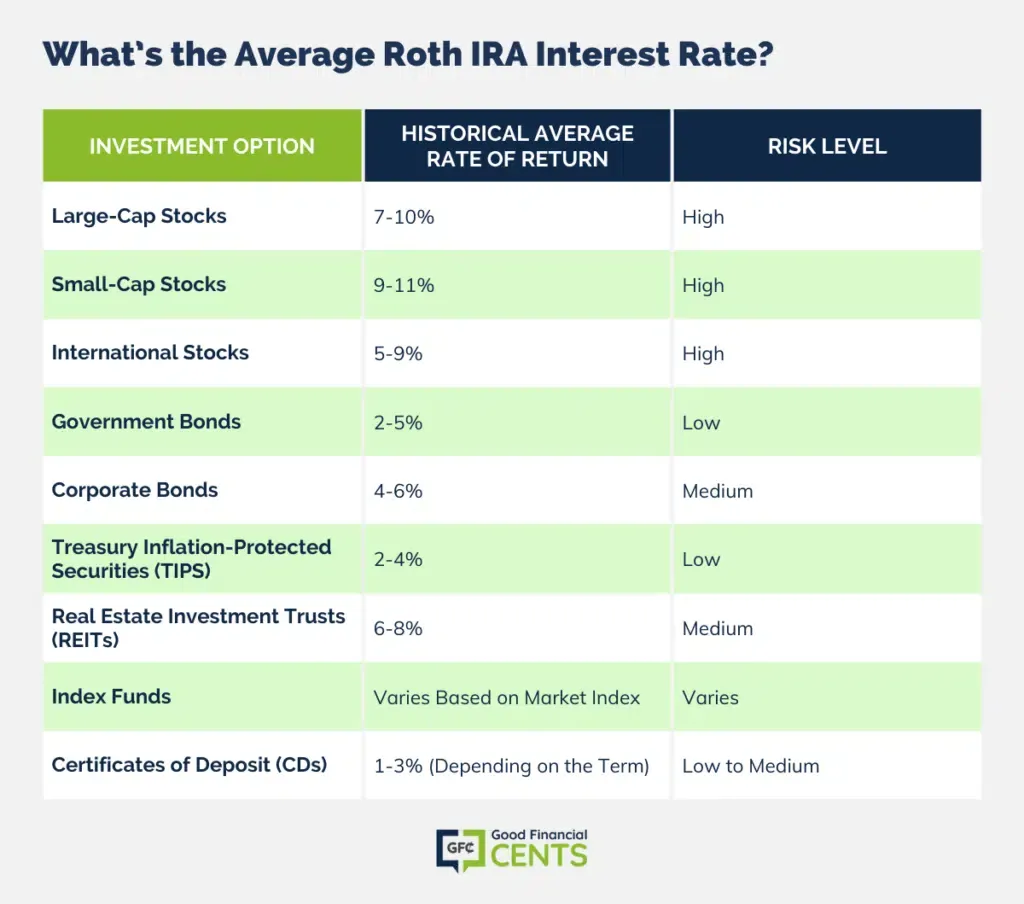 What's the Average Roth IRA Interest Rate?
INVESTMENT OPTION
HISTORICAL AVERAGE
RATE OF RETURN
RISK LEVEL
Large-Cap Stocks
7-10%
High
Small-Cap Stocks
9-11%
High
International Stocks
5-9%
High
Government Bonds
2-5%
Low
Corporate Bonds
4-6%
Medium
Treasury Inflation-Protected
Securities (TIPS)
2-4%
Low
Real Estate Investment Trusts
(REITs)
6-8%
Medium
Index Funds
Varies Based on Market Index
Varies
Certificates of Deposit (CDs)
1-3% (Depending on the Term)
Low to Medium
GF¢
Good Financial
CENTS